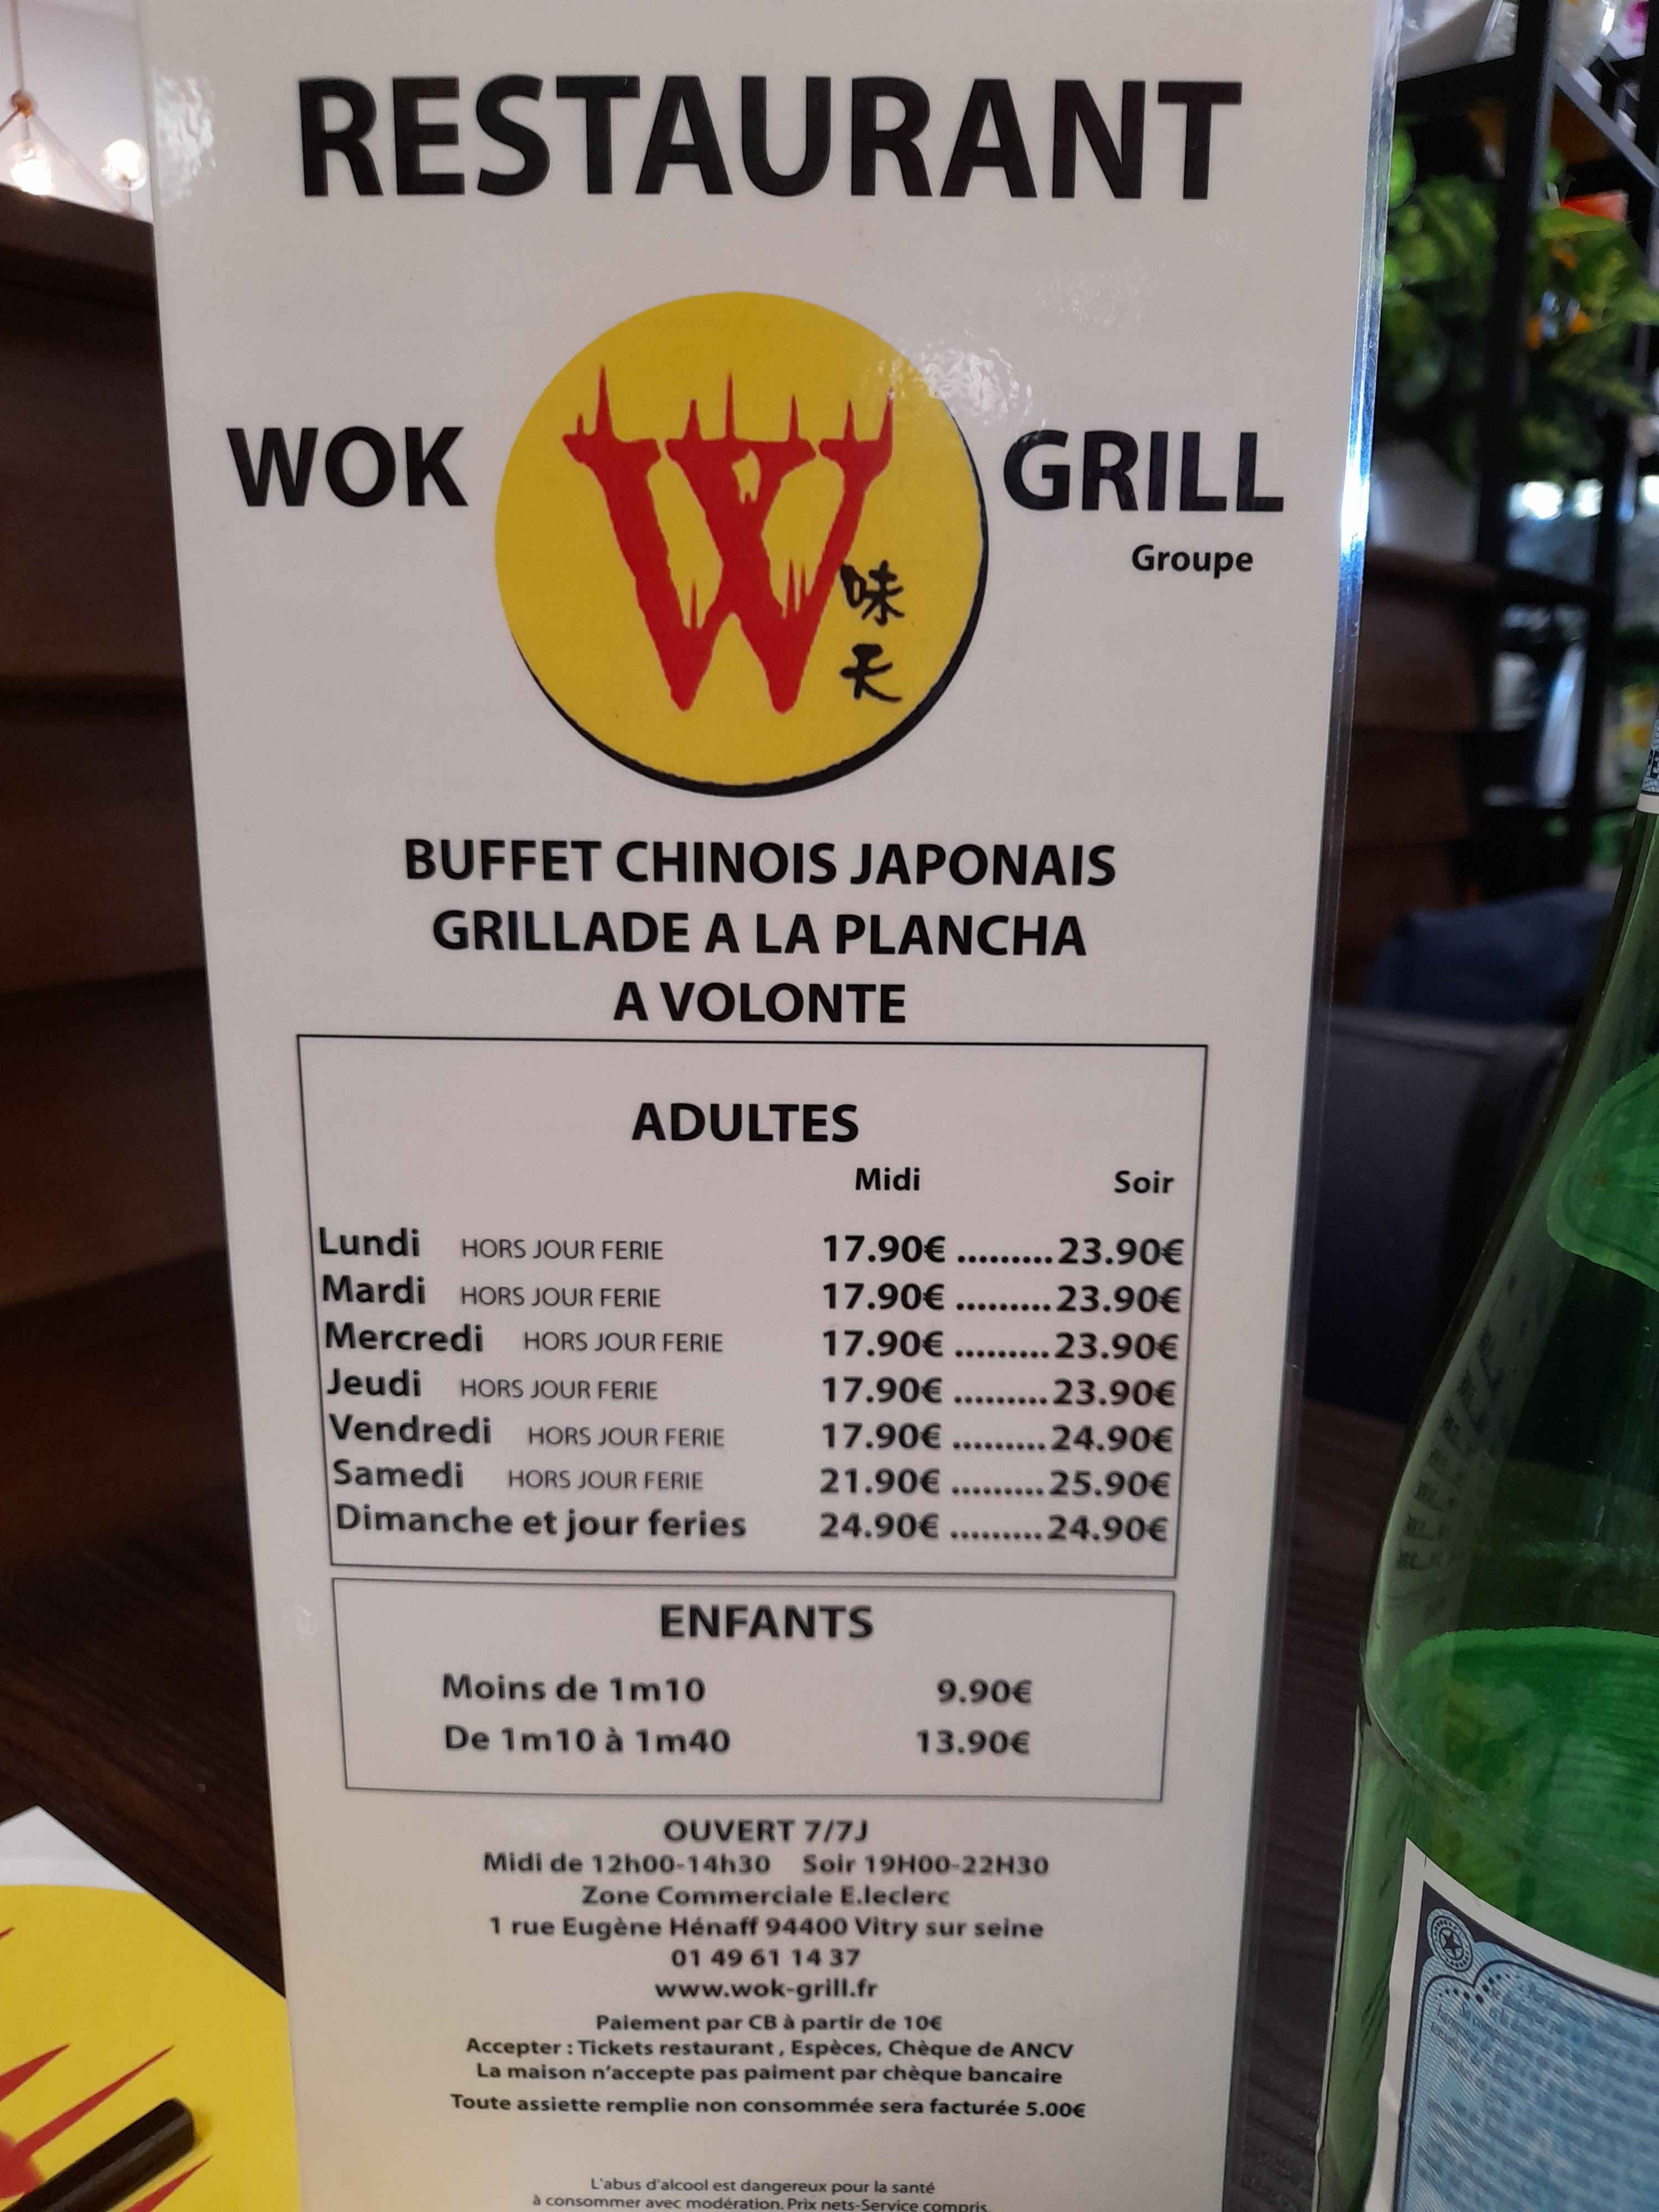 RESTAURANT
WOK
GRILL
Groupe
味
天
BUFFET CHINOIS JAPONAIS
GRILLADE A LA PLANCHA
A VOLONTE
ADULTES
Midi Soir
Lundi HORS JOUR FERIE 17.90€ .........23.90€
Mardi HORS JOUR FERIE 17.90€ .........23.90€
Mercredi HORS JOUR FERIE 17.90€ .........23.90€
Jeudi HORS JOUR FERIE 17.90€ .........23.90€
Vendredi HORS JOUR FERIE 17.90€ .........24.90€
Samedi HORS JOUR FERIE 21.90€ .........25.90€
Dimanche et jour feries 24.90€ .........24.90€
ENFANTS
Moins de 1m10 9.90€
De 1m10 à 1m40 13.90€
OUVERT 7/7J
Midi de 12h00-14h30 Soir 19H00-22H30
Zone Commerciale E.leclerc
1 rue Eugène Hénaff 94400 Vitry sur seine
01 49 61 14 37
www.wok-grill.fr
Paiement par CB à partir de 10€
Accepter : Tickets restaurant , Espèces, Chèque de ANCV
La maison n'accepte pas paiment par chèque bancaire
Toute assiette remplie non consommée sera facturée 5.00€
L'abus d'alcool est dangereux pour la santé
à consommer avec modération. Prix nets-Service compris.